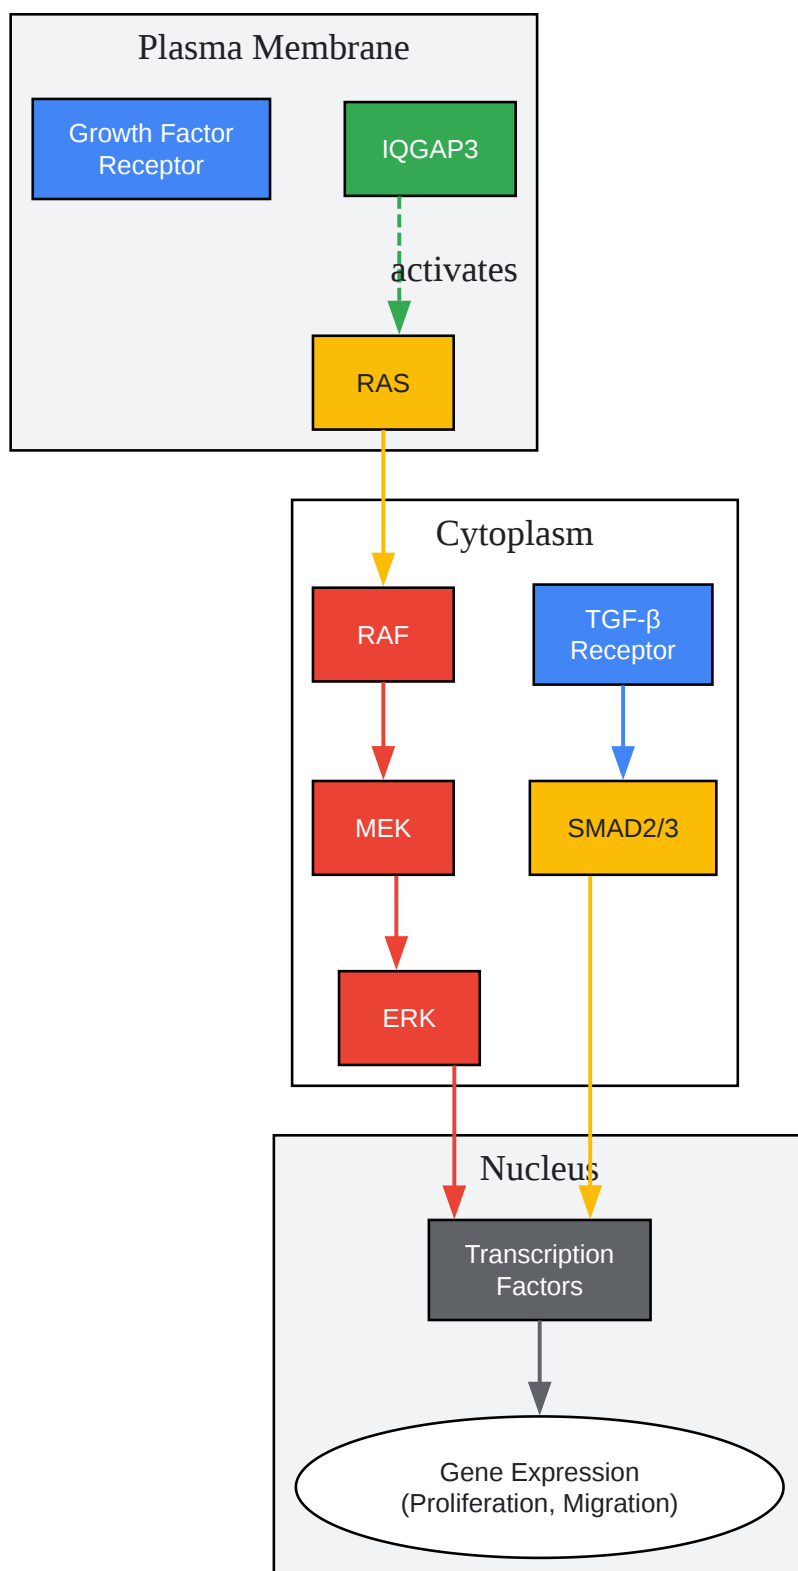 Plasma Membrane
Growth Factor
Receptor
IQGAP3
activates
RAS
Cytoplasm
RAF
TGF-β
Receptor
MEK
SMAD2/3
ERK
Nucleus
Transcription
Factors
Gene Expression
(Proliferation, Migration)